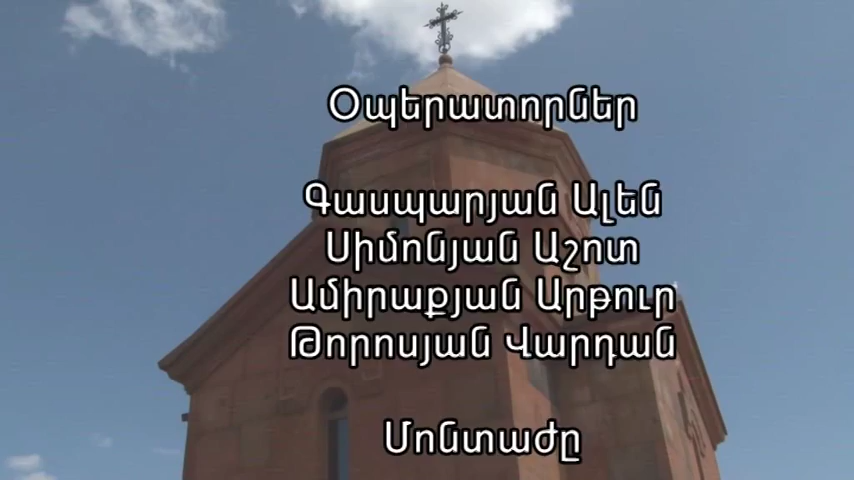 Օպերատորներ
Գասպարյան Ալեն
Սիմոնյան Աշոտ
Ամիրաքյան Արթուր
Թորոսյան Վարդան
Մոնտաժը